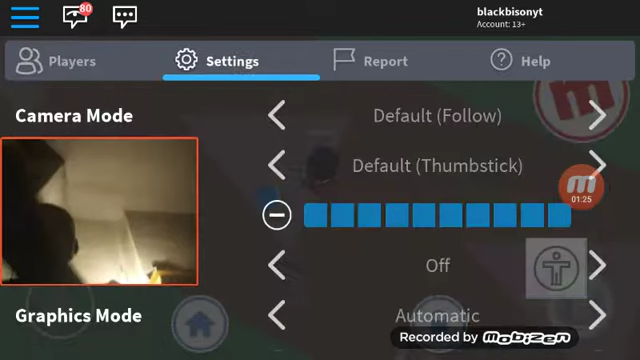 80
blackbisonyt
Account: 13+
Players
Settings
Report
Help
Camera Mode
Default (Follow)
Default (Thumbstick)
01:25
Off
Graphics Mode
Automatic
Recorded by mobizen